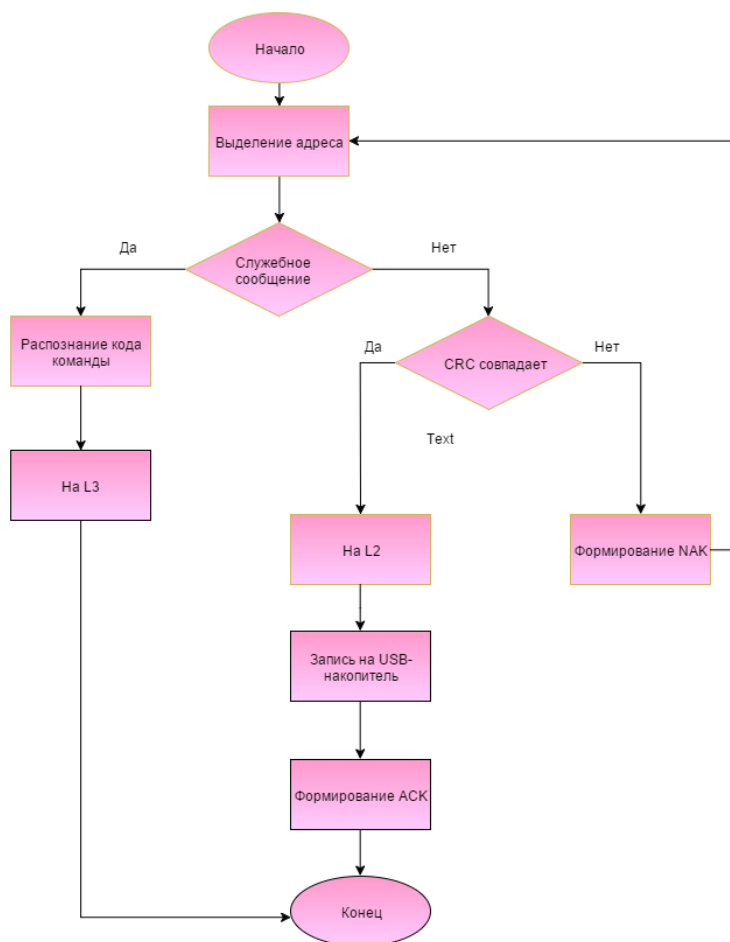 Начало
Выделение адреса
Да
Нет
Служебное
сообщение
Распознание кода
команды
Да
Нет
CRC совпадает
Text
На L3
На L2
Формирование NAK
Запись на USB-
накопитель
Формирование ACK
Конец